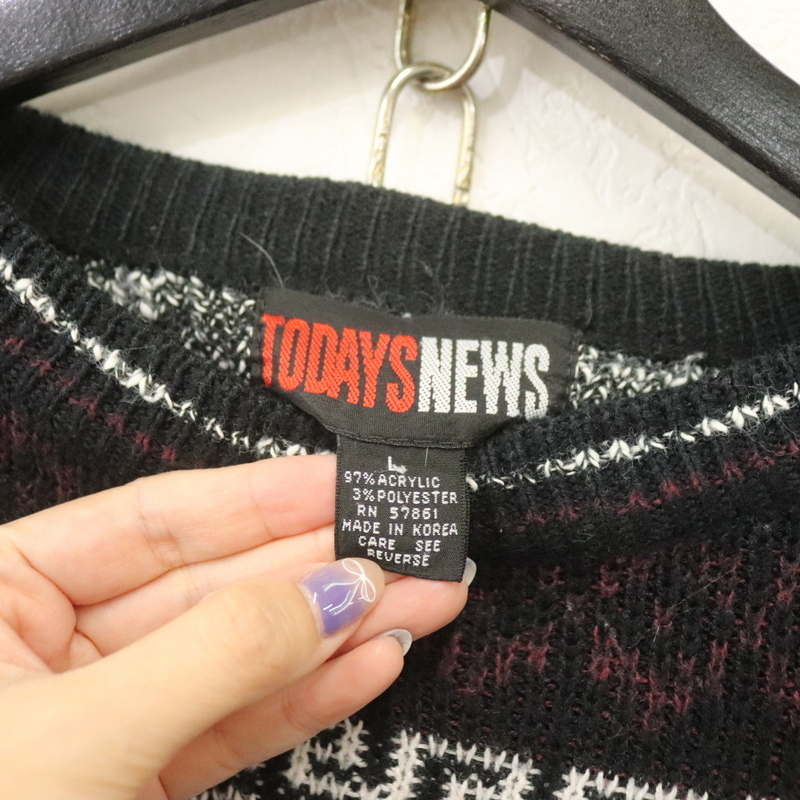 TODAYSNEWS
L
97% ACRYLIC
3% POLYESTER
RN 57861
MADE IN KOREA
CARE SEE
REVERSE